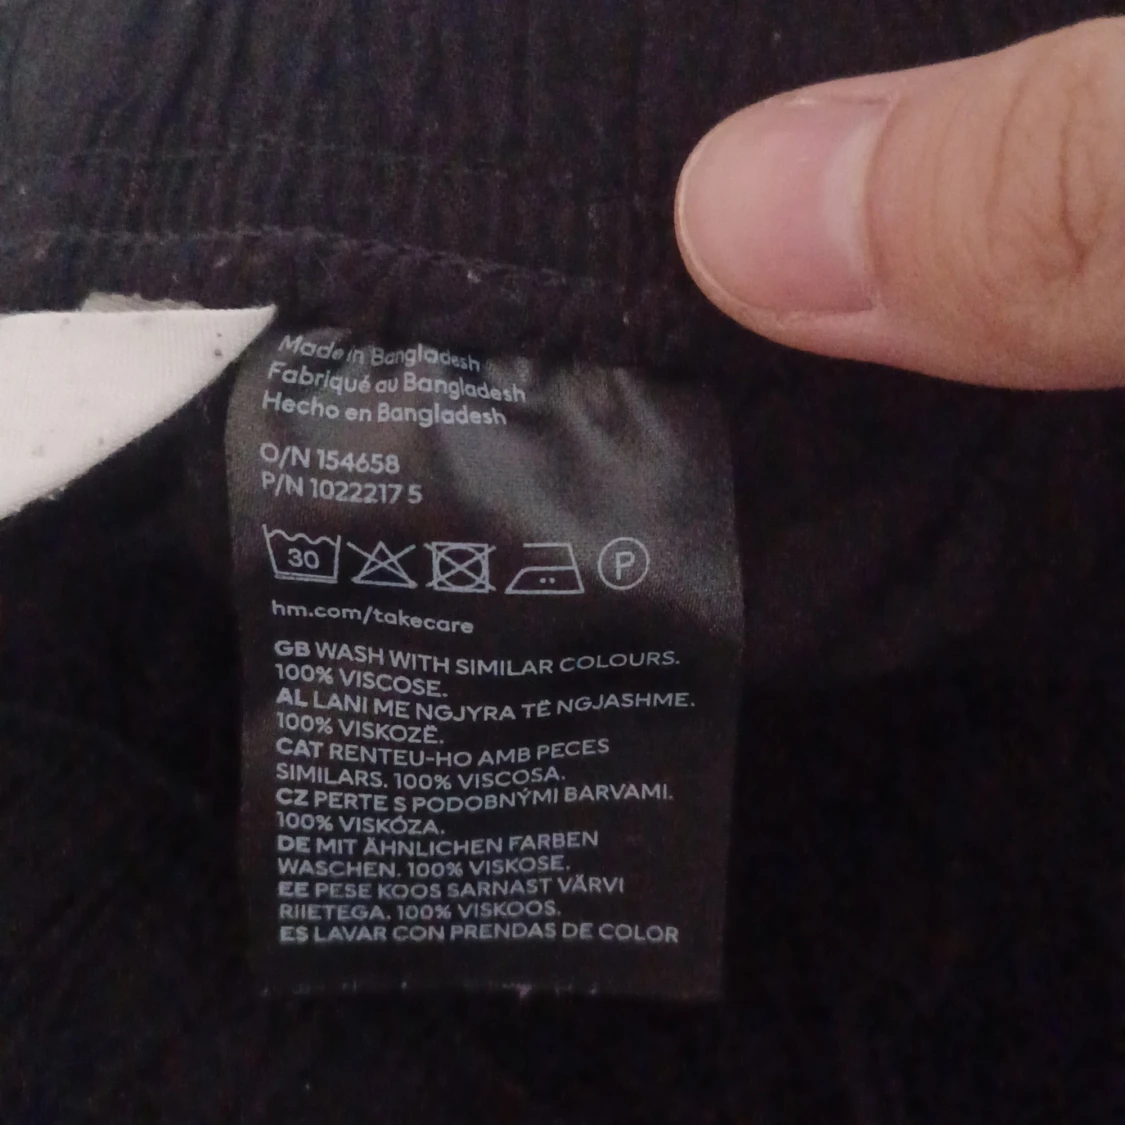 Made in Bangladesh
Fabriqué au Bangladesh
Hecho en Bangladesh
O/N 154658
P/N 1022217 5
30
P
hm.com/takecare
GB WASH WITH SIMILAR COLOURS.
100% VISCOSE.
AL LANI ME NGJYRA TË NGJASHME.
100% VISKOZË.
CAT RENTEU-HO AMB PECES
SIMILARS. 100% VISCOSA.
CZ PERTE S PODOBNÝMI BARVAMI.
100% VISKÓZA.
DE MIT ÄHNLICHEN FARBEN
WASCHEN. 100% VISKOSE.
EE PESE KOOS SARNAST VÄRVI
RIIETEGA. 100% VISKOOS.
ES LAVAR CON PRENDAS DE COLOR